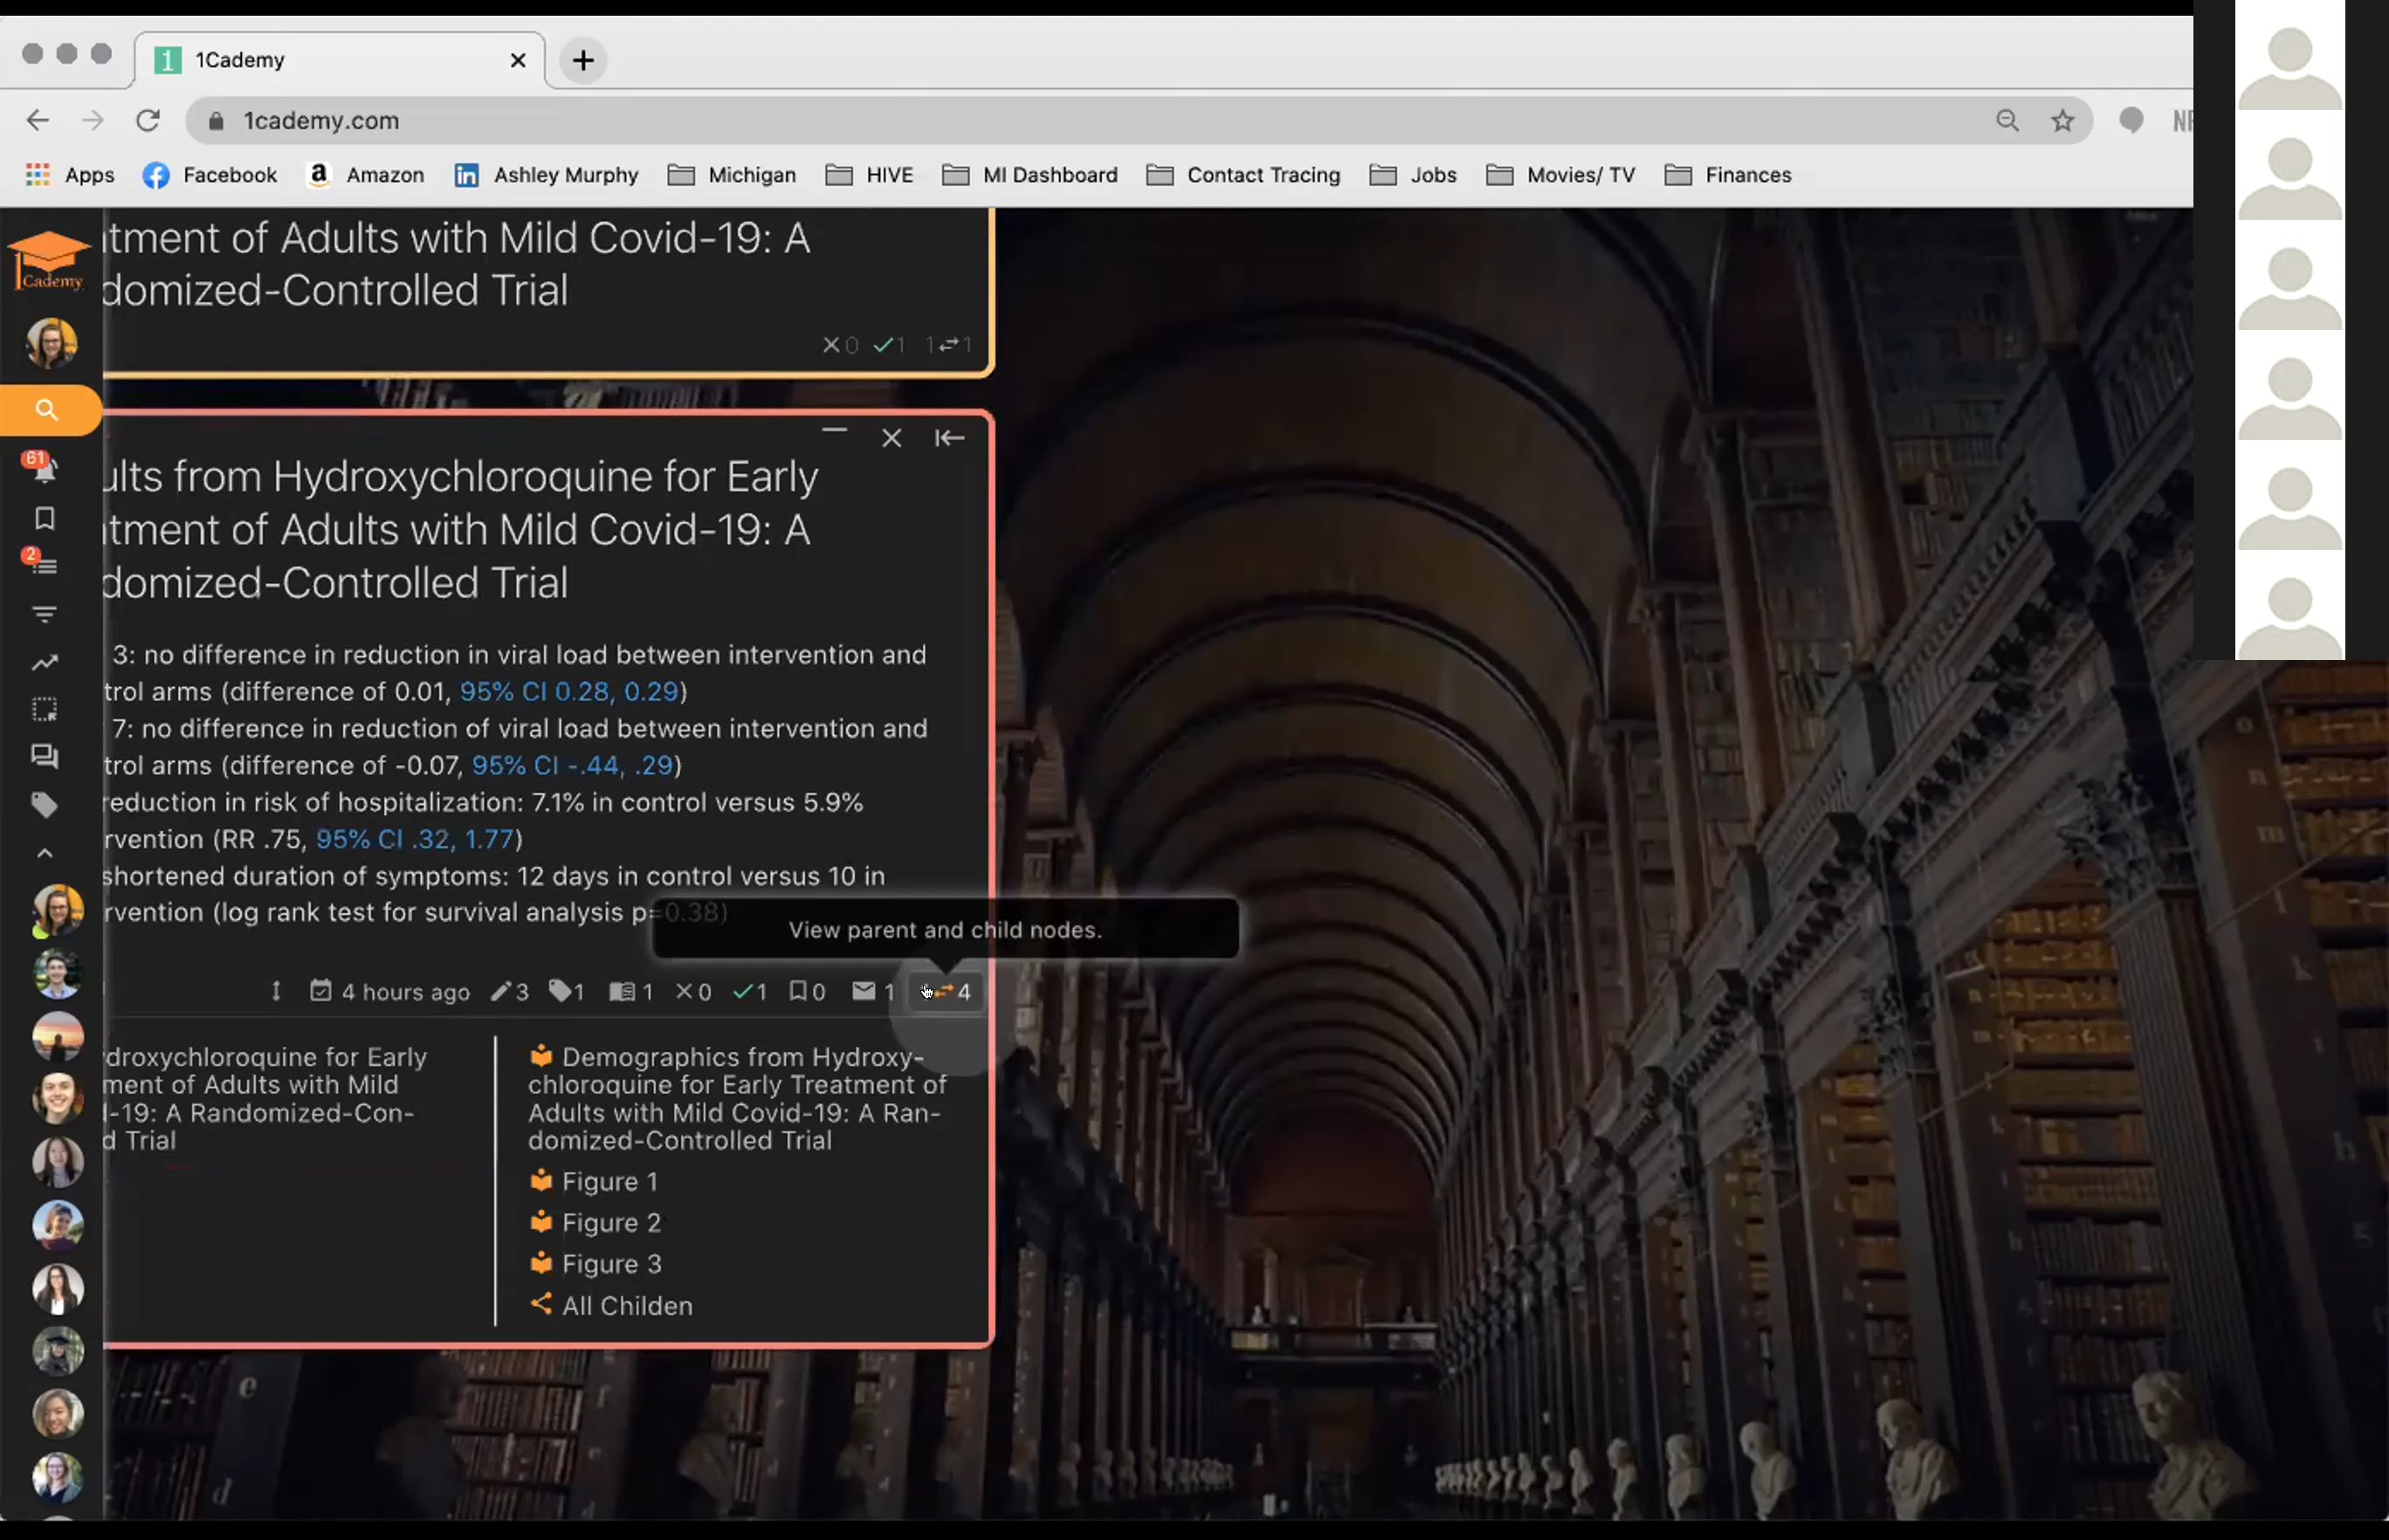 1Cademy
1cademy.com
Apps
Facebook
Amazon
Ashley Murphy
Michigan
HIVE
MI Dashboard
Contact Tracing
Jobs
Movies/ TV
Finances
1Cademy
tment of Adults with Mild Covid-19: A
domized-Controlled Trial
0 1 1 1
ults from Hydroxychloroquine for Early
tment of Adults with Mild Covid-19: A
domized-Controlled Trial
61
2
3: no difference in reduction in viral load between intervention and
trol arms (difference of 0.01, 95% CI 0.28, 0.29)
7: no difference in reduction of viral load between intervention and
trol arms (difference of -0.07, 95% CI -.44, .29)
reduction in risk of hospitalization: 7.1% in control versus 5.9%
rvention (RR .75, 95% CI .32, 1.77)
shortened duration of symptoms: 12 days in control versus 10 in
rvention (log rank test for survival analysis p=0.38)
View parent and child nodes.
4 hours ago 3 1 1 0 1 0 1 4
droxychloroquine for Early
ment of Adults with Mild
-19: A Randomized-Con-
d Trial
Demographics from Hydroxy-
chloroquine for Early Treatment of
Adults with Mild Covid-19: A Ran-
domized-Controlled Trial
Figure 1
Figure 2
Figure 3
All Childen